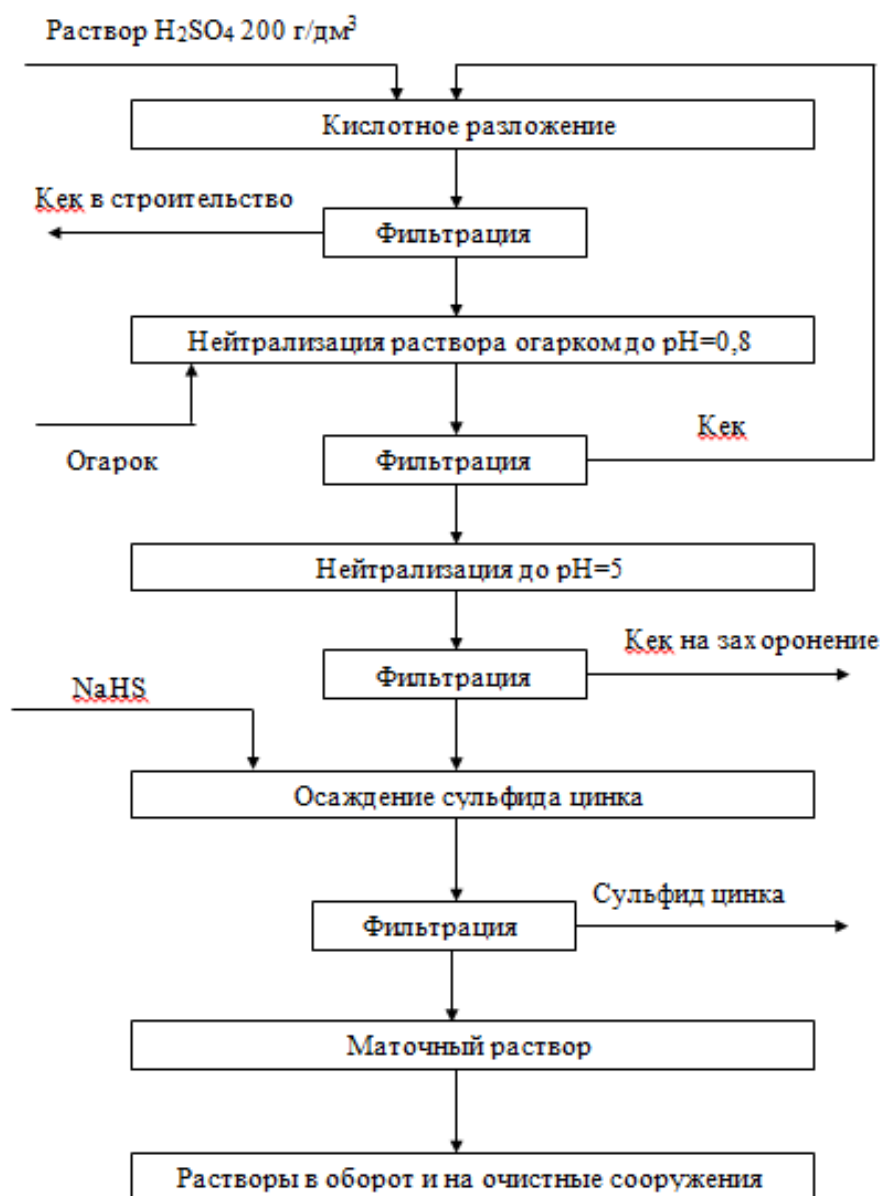 Раствор H₂SO₄ 200 г/дм³
Кислотное разложение
Кек в строительство
Фильтрация
Нейтрализация раствора огарком до pH=0,8
Огарок
Фильтрация
Кек
Нейтрализация до pH=5
Кек на захоронение
Фильтрация
NaHS
Осаждение сульфида цинка
Сульфид цинка
Фильтрация
Маточный раствор
Растворы в оборот и на очистные сооружения